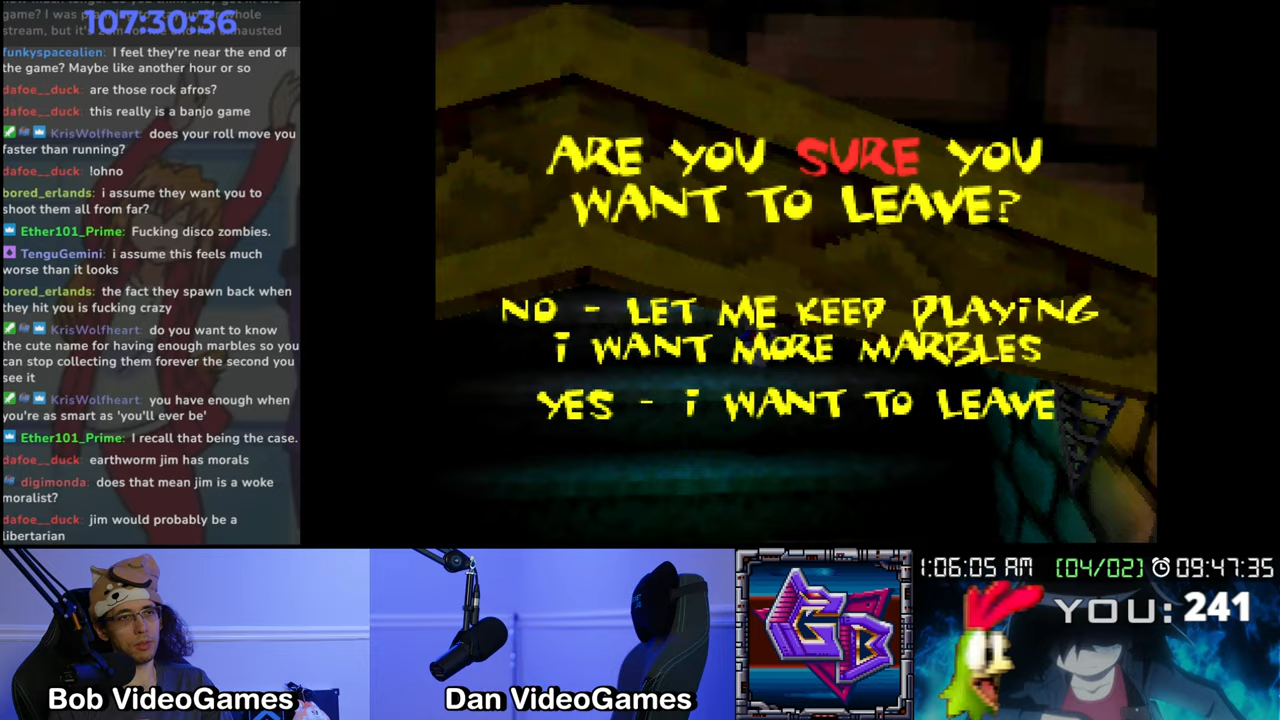 game? I was
107:30:36
stream, but it's
funkyspacealien: I feel they're near the end of
the game? Maybe like another hour or so
dafoe__duck: are those rock afros?
dafoe__duck: this really is a banjo game
KrisWolfheart: does your roll move you
faster than running?
dafoe__duck: !ohno
bored_erlands: i assume they want you to
shoot them all from far?
Ether101_Prime: Fucking disco zombies.
TenguGemini: i assume this feels much
worse than it looks
bored_erlands: the fact they spawn back when
they hit you is fucking crazy
KrisWolfheart: do you want to know
the cute name for having enough marbles so you
can stop collecting them forever the second you
see it
KrisWolfheart: you have enough when
you're as smart as 'you'll ever be'
Ether101_Prime: I recall that being the case.
dafoe__duck: earthworm jim has morals
digimonda: does that mean jim is a woke
moralist?
dafoe__duck: jim would probably be a
libertarian
ARE YOU SURE YOU
WANT TO LEAVE?
NO - LET ME KEEP PLAYiNG
i WANT MORE MARBLES
YES - i WANT TO LEAVE
Bob VideoGames
Dan VideoGames
GB
1:06:05 AM [04/02] 09:47:35
YOU: 241